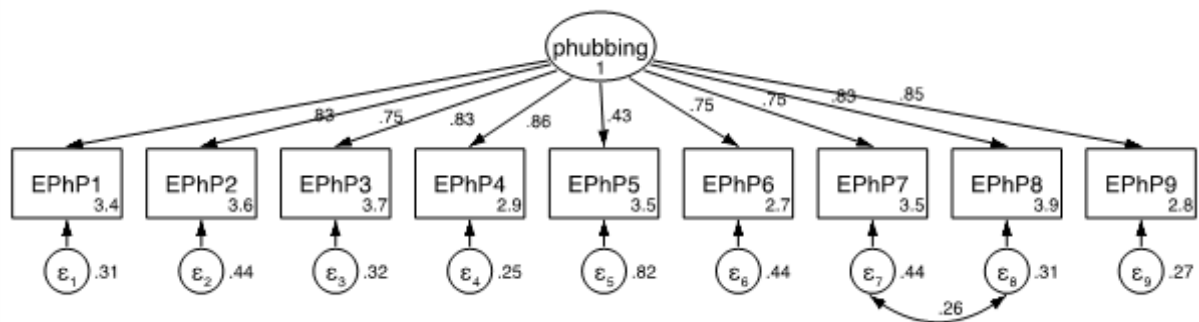 phubbing
1
.83 .75 .83 .86 .43 .75 .75 .83 .85
EPhP1 EPhP2 EPhP3 EPhP4 EPhP5 EPhP6 EPhP7 EPhP8 EPhP9
3.4 3.6 3.7 2.9 3.5 2.7 3.5 3.9 2.8
ε1 .31 ε2 .44 ε3 .32 ε4 .25 ε5 .82 ε6 .44 ε7 .44 ε8 .31 ε9 .27
.26